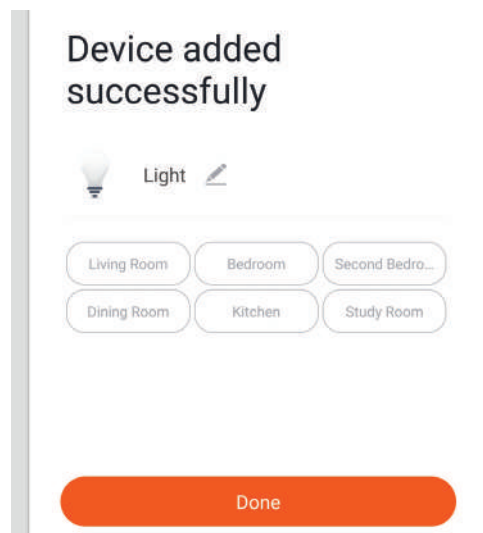 Device added
successfully
Light
Living Room Bedroom Second Bedro...
Dining Room Kitchen Study Room
Done